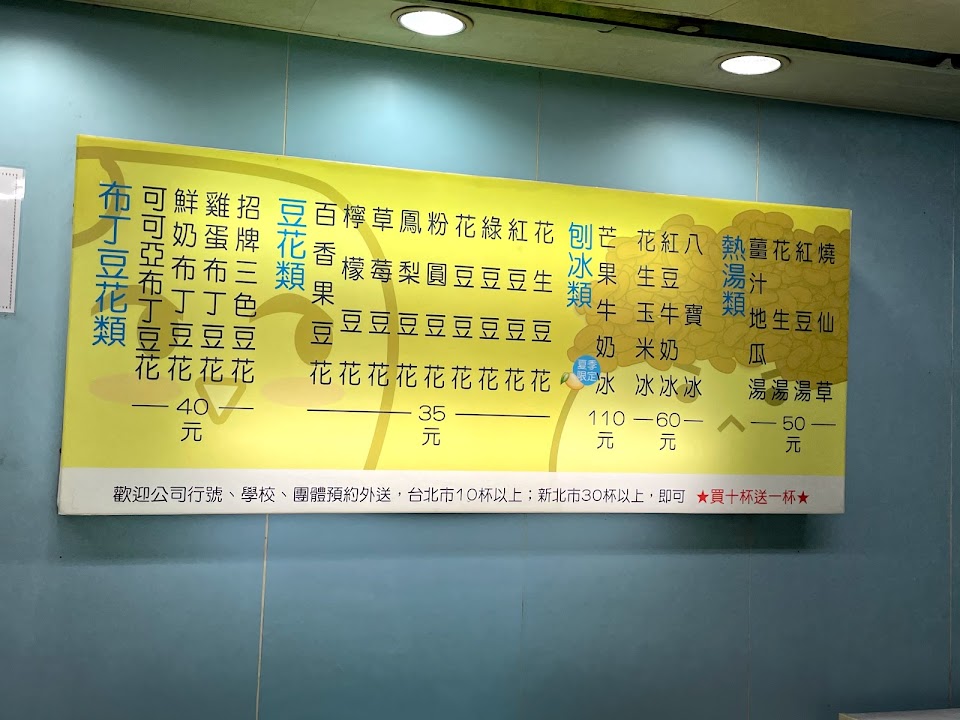 布丁豆花類
可可亞布丁豆花
鮮奶布丁豆花
雞蛋布丁豆花
招牌三色豆花
40
元
豆花類
百香果豆花
檸檬豆花
草莓豆花
鳳梨豆花
粉圓豆花
花豆豆花
綠豆豆花
紅豆豆花
花生豆花
35
元
刨冰類
夏季
限定
芒果牛奶冰
110
元
花生玉米冰
紅豆牛奶冰
八寶冰
60
元
熱湯類
薑汁地瓜湯
花生湯
紅豆湯
燒仙草
50
元
歡迎公司行號、學校、團體預約外送，台北市10杯以上；新北市30杯以上，即可 ★買十杯送一杯★